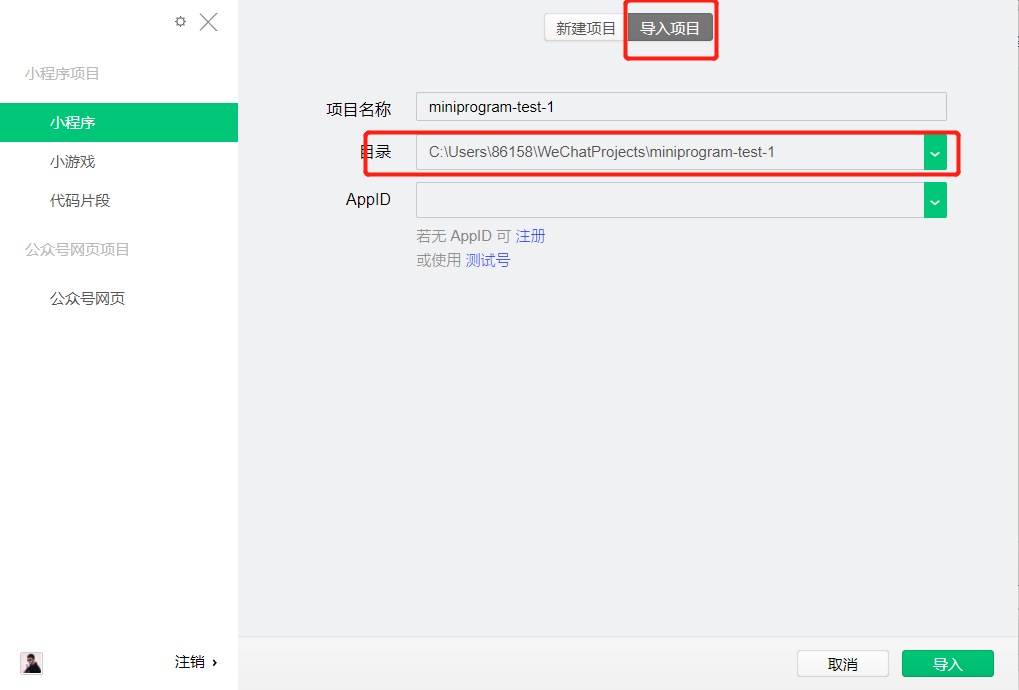 小程序项目
小程序
小游戏
代码片段
公众号网页项目
公众号网页
注销
新建项目 导入项目
项目名称 miniprogram-test-1
目录 C:\Users\86158\WeChatProjects\miniprogram-test-1
AppID
若无 AppID 可 注册
或使用 测试号
取消 导入